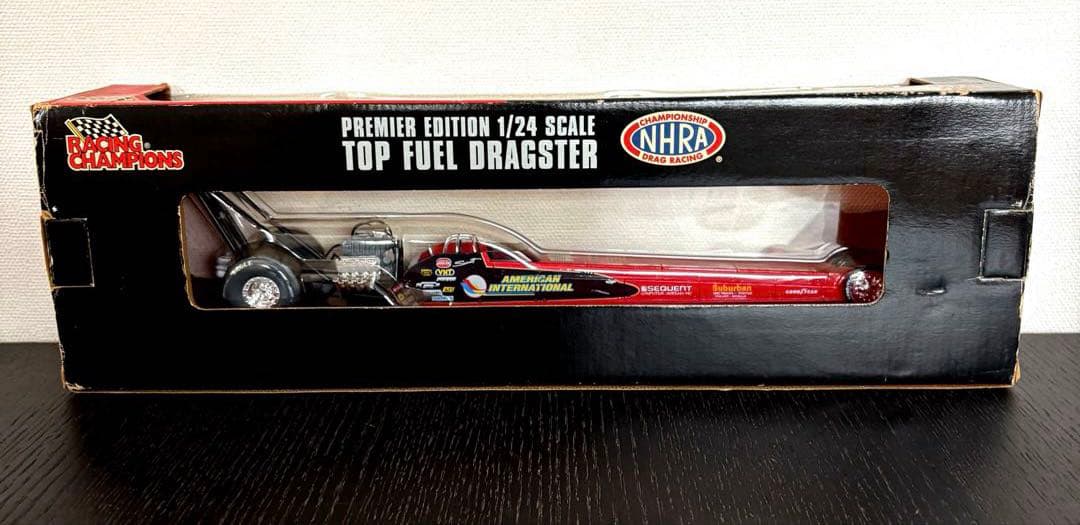 RACING
CHAMPIONS®
PREMIER EDITION 1/24 SCALE
TOP FUEL DRAGSTER
CHAMPIONSHIP
NHRA
DRAG RACING
®
AMERICAN
INTERNATIONAL
SEQUENT
Suburban
GOODYEAR